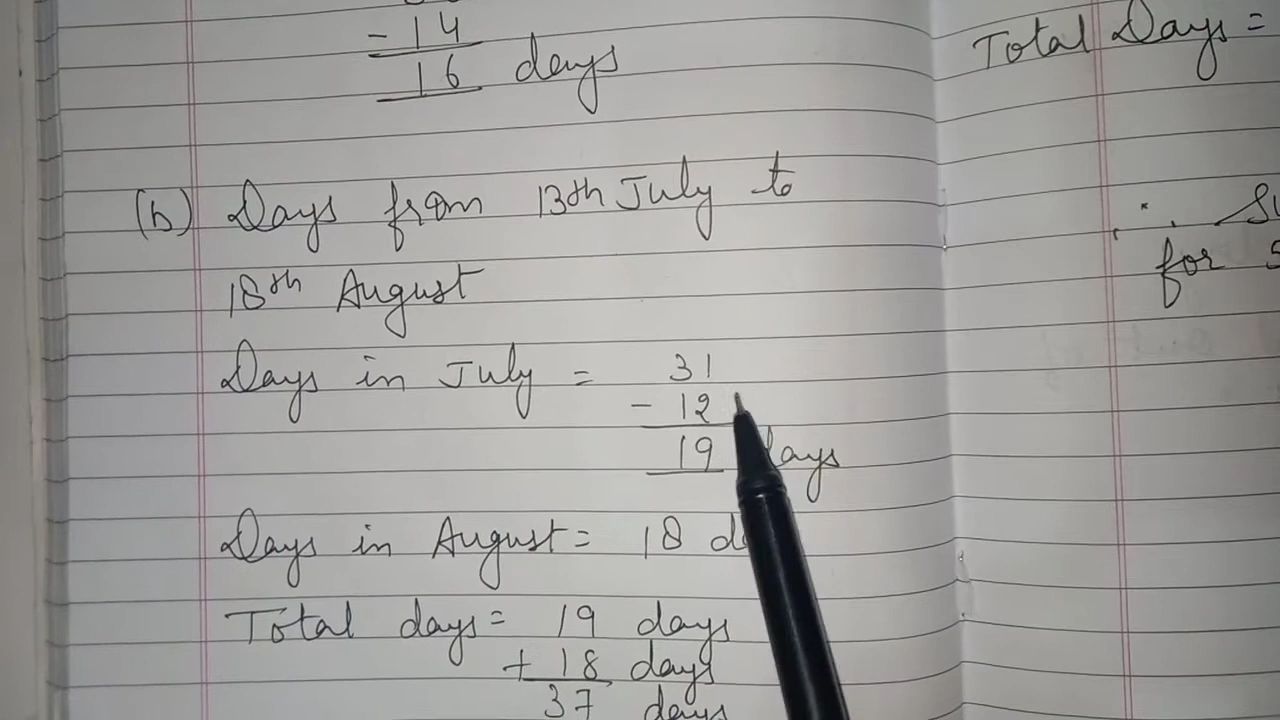 - 14
16 days
(b) Days from 13th July to
18th August
Days in July = 31
- 12
19 days
Days in August = 18 d
Total days = 19 days
+ 18 days
37 days
Total Days =
∴
for